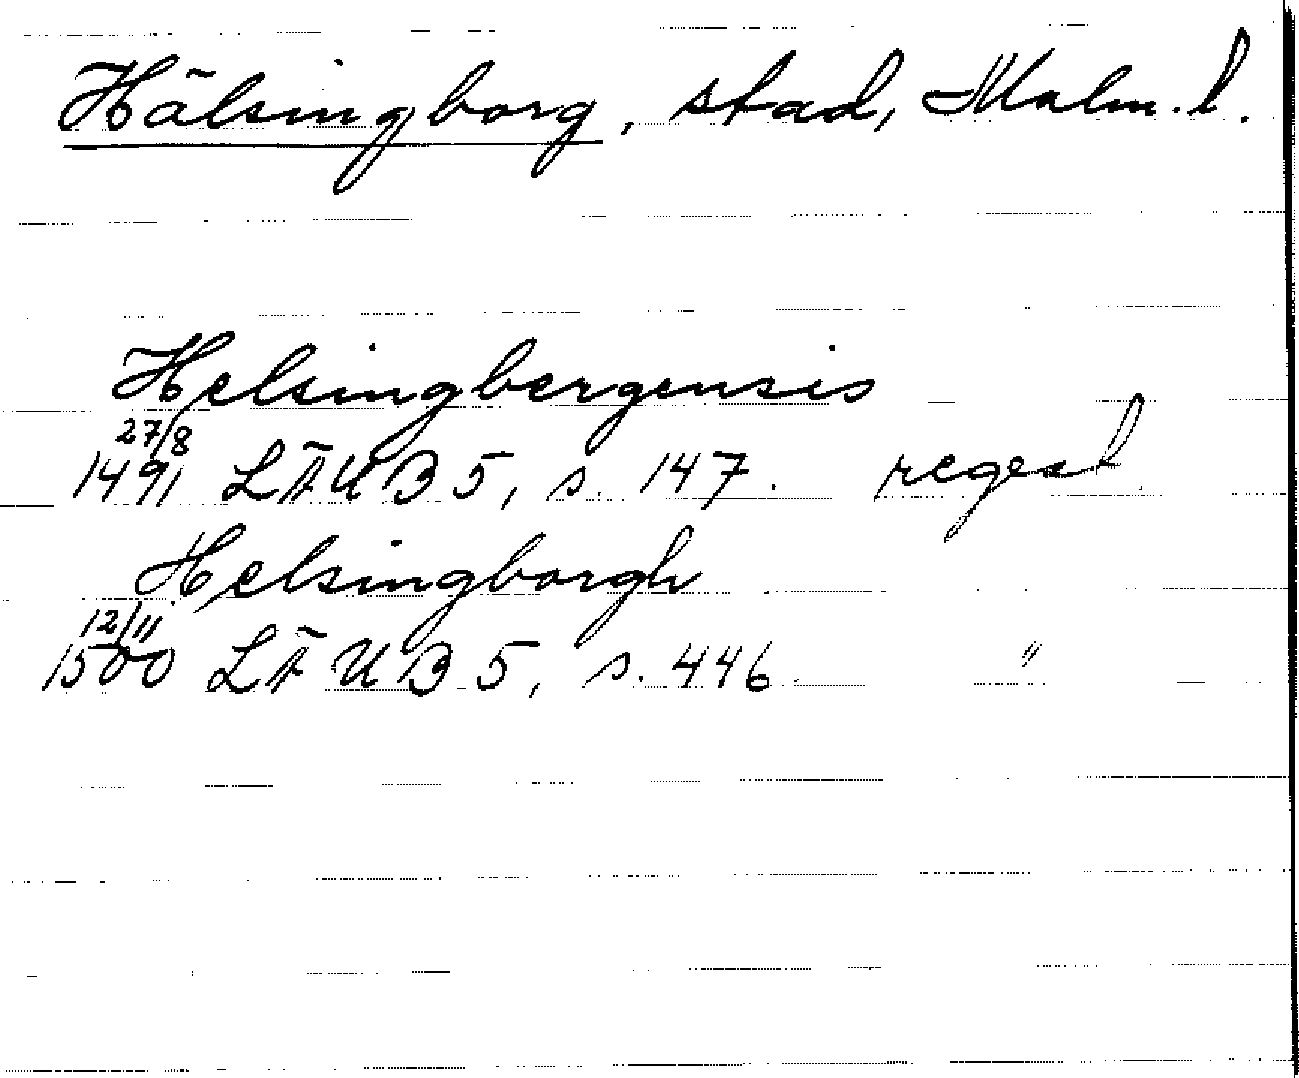 Hälsingborg, stad, Malm. l.
Helsingbergensis
27/8
1491 LÄUB 5, s. 147. regest
Helsingborgh
12/11
1500 LÄUB 5, s. 446. "